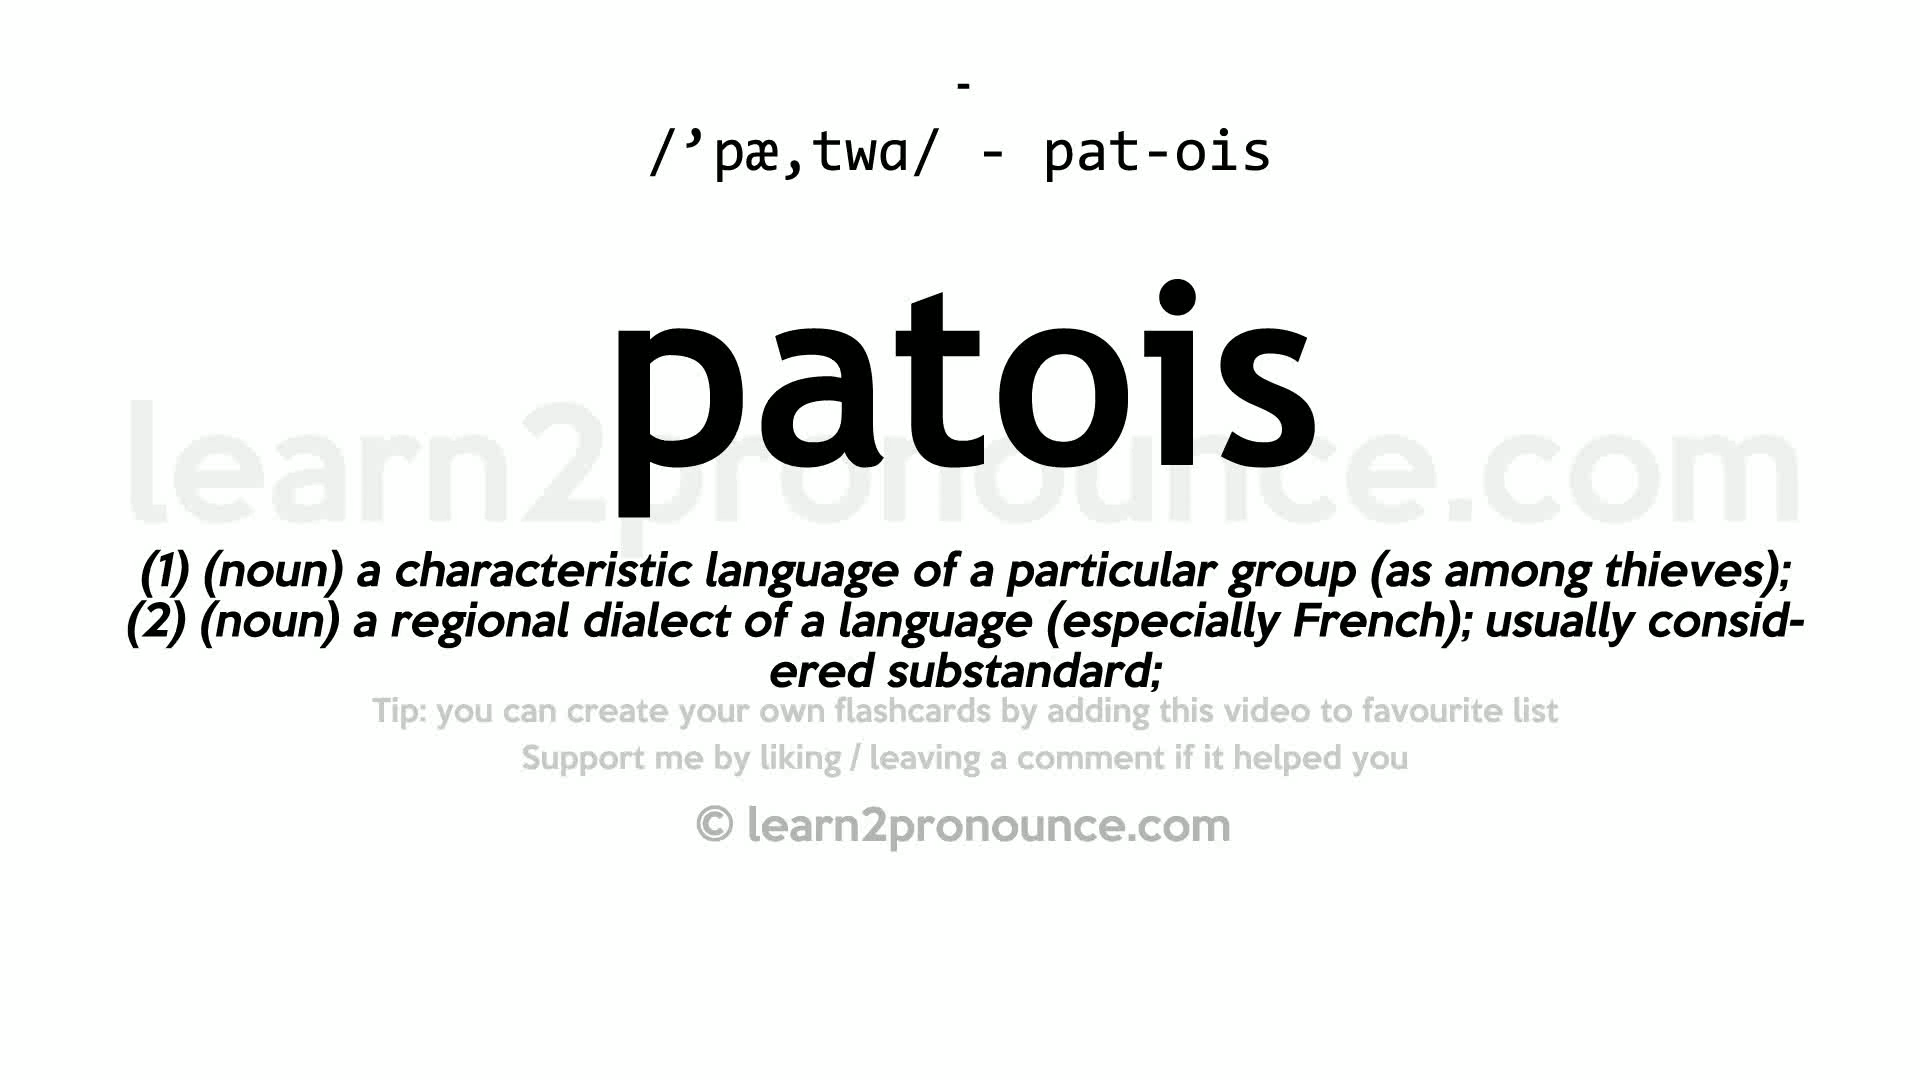 -
/’pæ,twɑ/ - pat-ois
patois
learn2pronounce.com
(1) (noun) a characteristic language of a particular group (as among thieves);
(2) (noun) a regional dialect of a language (especially French); usually consid-
ered substandard;
Tip: you can create your own flashcards by adding this video to favourite list
Support me by liking / leaving a comment if it helped you
© learn2pronounce.com